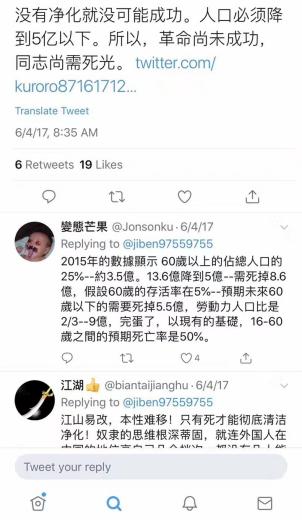 没有净化就没可能成功。人口必须降
到5亿以下。所以，革命尚未成功，
同志尚需死光。twitter.com/
kuroro87161712...
Translate Tweet
6/4/17, 8:35 AM
6 Retweets 19 Likes
變態芒果 @Jonsonku · 6/4/17
Replying to @jiben97559755
2015年的數據顯示 60歲以上的佔總人口的
25%--約3.5億。13.6億降到5億--需死掉8.6
億，假設60歲的存活率在5%--預期未來60
歲以下的需要死掉5.5億，勞動力人口比是
2/3--9億，完蛋了，以現有的基礎，16-60
歲之間的預期死亡率是50%。
4
江湖👍 @biantaijianghu · 6/4/17
Replying to @jiben97559755
江山易改，本性难移！只有死才能彻底清洁
净化！奴隶的思维根深蒂固，就连外国人在
Tweet your reply